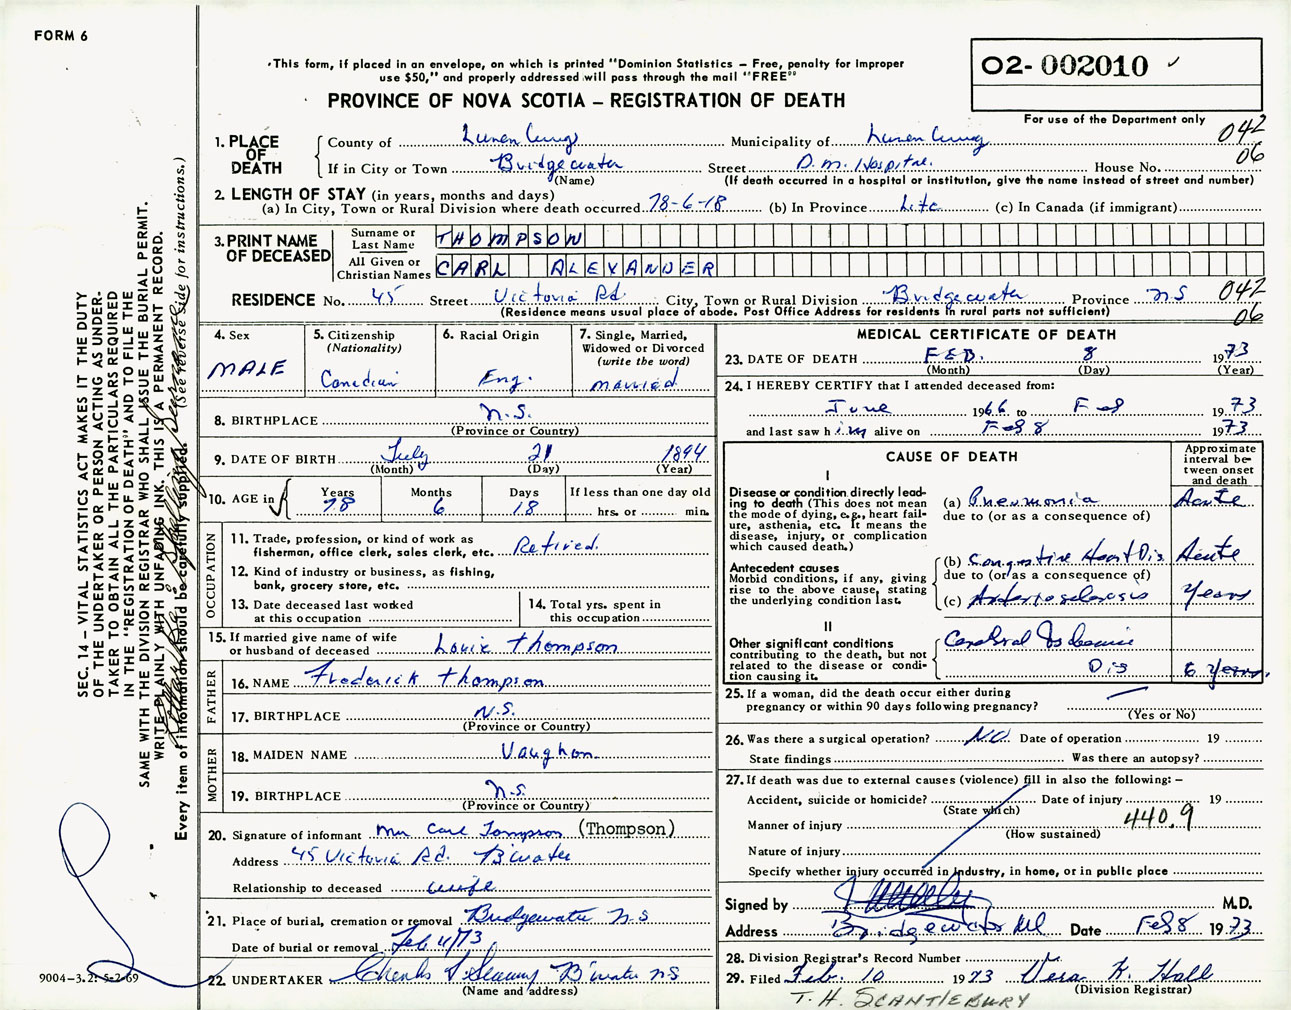 FORM 6
·This form, if placed in an envelope, on which is printed "Dominion Statistics – Free, penalty for Improper
use $50," and properly addressed will pass through the mail "FREE"
O2-002010
For use of the Department only
PROVINCE OF NOVA SCOTIA – REGISTRATION OF DEATH
042
06
1. PLACE OF DEATH
County of Lunenburg Municipality of Lunenburg
If in City or Town Bridgewater Street D.M. Hospital. House No.
(Name) (If death occurred in a hospital or institution, give the name instead of street and number)
2. LENGTH OF STAY (in years, months and days)
(a) In City, Town or Rural Division where death occurred 78-6-18 (b) In Province Life (c) In Canada (if immigrant)
3. PRINT NAME OF DECEASED
Surname or Last Name THOMPSON
All Given or Christian Names CARL ALEXANDER
RESIDENCE No. 45 Street Victoria Rd. City, Town or Rural Division Bridgewater Province NS 042
(Residence means usual place of abode. Post Office Address for residents in rural parts not sufficient) 06
4. Sex
MALE
5. Citizenship
(Nationality)
Canadian
6. Racial Origin
Eng.
7. Single, Married,
Widowed or Divorced
(write the word)
married
8. BIRTHPLACE N.S.
(Province or Country)
9. DATE OF BIRTH July 21 1894
(Month) (Day) (Year)
10. AGE in
Years Months Days If less than one day old
78 6 18 hrs. or min.
OCCUPATION
11. Trade, profession, or kind of work as
fisherman, office clerk, sales clerk, etc. Retired.
12. Kind of industry or business, as fishing,
bank, grocery store, etc.
13. Date deceased last worked
at this occupation
14. Total yrs. spent in
this occupation
15. If married give name of wife
or husband of deceased Louie Thompson
FATHER
16. NAME Frederick Thompson
17. BIRTHPLACE N.S.
(Province or Country)
MOTHER
18. MAIDEN NAME Vaughan
19. BIRTHPLACE N.S.
(Province or Country)
20. Signature of informant Mrs Carl Tompson (Thompson)
Address 45 Victoria Rd. B'water
Relationship to deceased wife
21. Place of burial, cremation or removal Bridgewater N S
Date of burial or removal Feb 11/73
22. UNDERTAKER B'water NS
(Name and address)
MEDICAL CERTIFICATE OF DEATH
23. DATE OF DEATH FEB. 8 1973
(Month) (Day) (Year)
24. I HEREBY CERTIFY that I attended deceased from:
June 1966 to Feb 1973
and last saw him alive on Feb 8 1973
CAUSE OF DEATH
Approximate
interval be-
tween onset
and death
I
Disease or condition directly lead-
ing to death (This does not mean
the mode of dying, e.g., heart fail-
ure, asthenia, etc. It means the
disease, injury, or complication
which caused death.)
(a) Pneumonia Acute
due to (or as a consequence of)
Antecedent causes
Morbid conditions, if any, giving
rise to the above cause, stating
the underlying condition last.
(b) Congestive Heart Dis Acute
due to (or as a consequence of)
(c) Arteriosclerosis Years
II
Other significant conditions
contributing to the death, but not
related to the disease or condi-
tion causing it.
Cerebral Ischaemic
Dis 6 years.
25. If a woman, did the death occur either during
pregnancy or within 90 days following pregnancy?
(Yes or No)
26. Was there a surgical operation? NO Date of operation 19
State findings Was there an autopsy?
27. If death was due to external causes (violence) fill in also the following: –
Accident, suicide or homicide? Date of injury 19
(State which)
Manner of injury 440.9
(How sustained)
Nature of injury
Specify whether injury occurred in Industry, in home, or in public place
Signed by M.D.
Address Bridgewater Date Feb 8 1973
28. Division Registrar's Record Number
29. Filed Feb. 10 1973 Vera K. Hall
(Division Registrar)
T. H. SCANTLEBURY
SEC. 14 – VITAL STATISTICS ACT MAKES IT THE DUTY
OF THE UNDERTAKER OR PERSON ACTING AS UNDER-
TAKER TO OBTAIN ALL THE PARTICULARS REQUIRED
IN THE "REGISTRATION OF DEATH" AND TO FILE THE
SAME WITH THE DIVISION REGISTRAR WHO SHALL ISSUE THE BURIAL PERMIT.
WRITE PLAINLY WITH UNFADING INK. THIS IS A PERMANENT RECORD.
Every item of information should be carefully supplied. (See reverse side for instructions.)
9004-3.2: 5-2-69